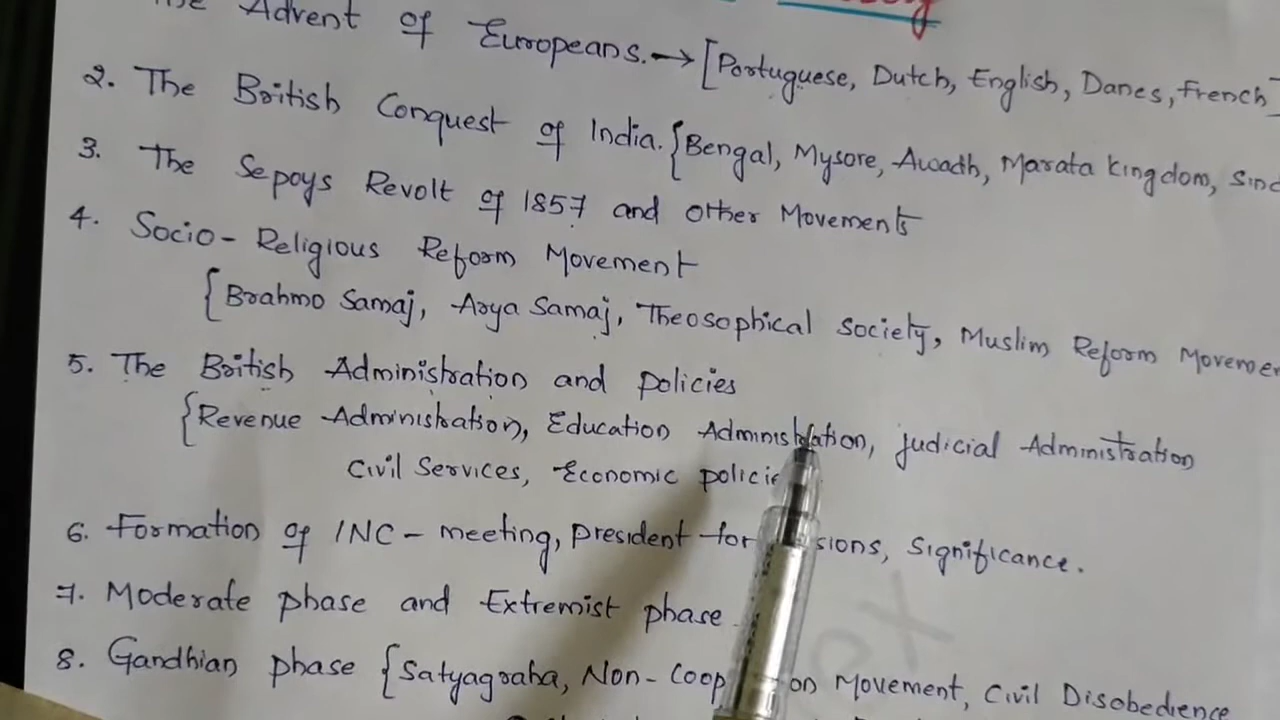 Advent of Europeans. → [Portuguese, Dutch, English, Danes, French]
2. The British Conquest of India. {Bengal, Mysore, Awadh, Marata Kingdom,
3. The Sepoys Revolt of 1857 and other Movements
4. Socio-Religious Reform Movement
{Brahmo Samaj, Arya Samaj, Theosophical Society, Muslim Reform
5. The British Administration and policies
{Revenue Administration, Education Administration, judicial Administration
Civil Services, Economic
6. Formation of INC - meeting, president for Significance.
7. Moderate phase and Extremist phase
8. Gandhian phase {Satyagraha, Non- Movement, Civil Disobedience